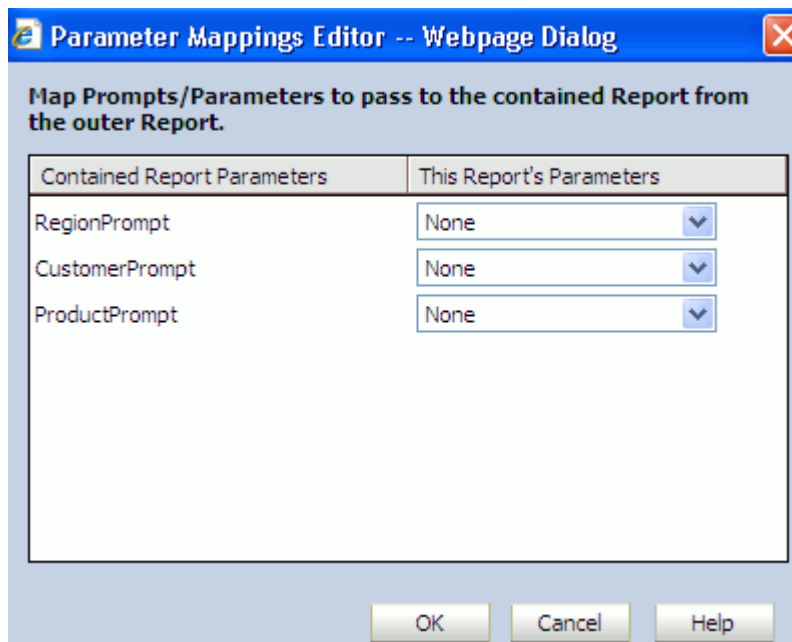 Parameter Mappings Editor -- Webpage Dialog
Map Prompts/Parameters to pass to the contained Report from
the outer Report.
Contained Report Parameters This Report's Parameters
RegionPrompt None
CustomerPrompt None
ProductPrompt None
OK Cancel Help